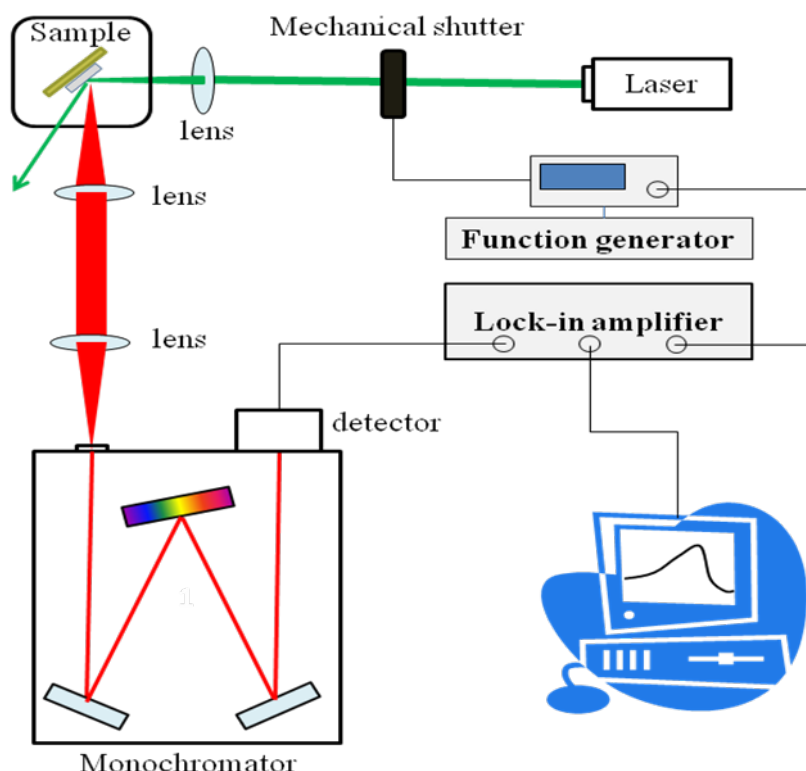 Sample
Mechanical shutter
Laser
lens
lens
Function generator
Lock-in amplifier
lens
detector
Monochromator